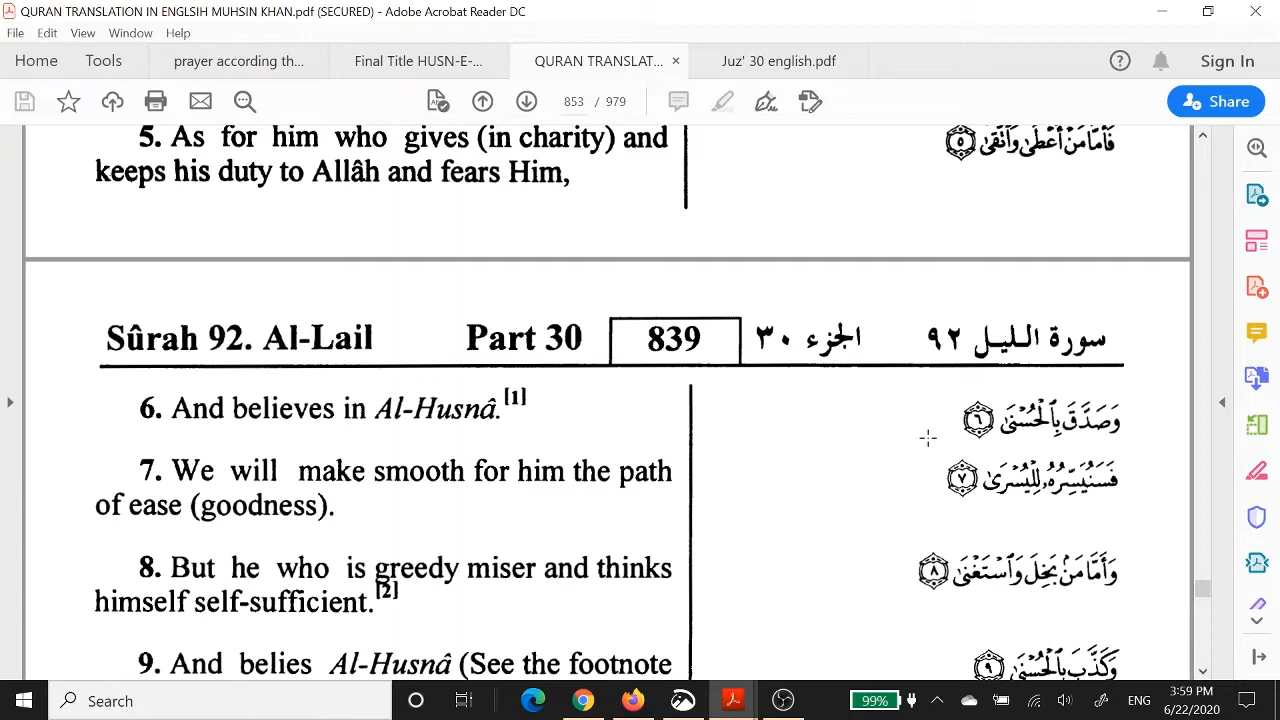 QURAN TRANSLATION IN ENGLSIH MUHSIN KHAN.pdf (SECURED) - Adobe Acrobat Reader DC
File Edit View Window Help
Home Tools prayer according th... Final Title HUSN-E-... QURAN TRANSLAT... × Juz' 30 english.pdf Sign In
853 / 979 Share
5. As for him who gives (in charity) and
keeps his duty to Allâh and fears Him,
فَأَمَّا مَنْ أَعْطَىٰ وَٱتَّقَىٰ ٥
Sûrah 92. Al-Lail Part 30 839 الجزء ٣٠ سورة الليل ٩٢
6. And believes in Al-Husnâ.[1]
وَصَدَّقَ بِٱلْحُسْنَىٰ ٦
7. We will make smooth for him the path
of ease (goodness).
فَسَنُيَسِّرُهُۥ لِلْيُسْرَىٰ ٧
8. But he who is greedy miser and thinks
himself self-sufficient.[2]
وَأَمَّا مَنۢ بَخِلَ وَٱسْتَغْنَىٰ ٨
9. And belies Al-Husnâ (See the footnote
وَكَذَّبَ بِٱلْحُسْنَىٰ ٩
Search 99% ENG 3:59 PM
6/22/2020